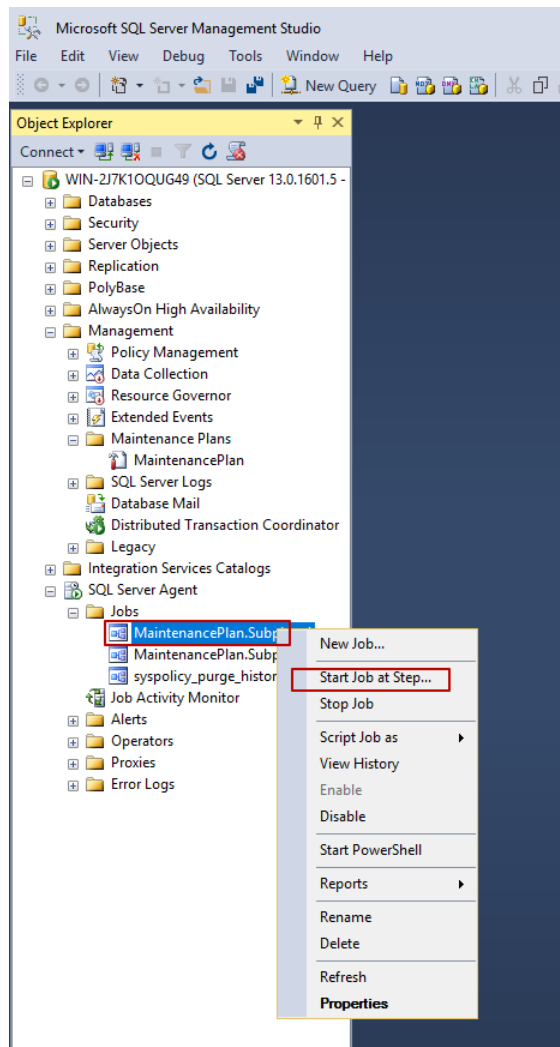 Microsoft SQL Server Management Studio
File Edit View Debug Tools Window Help
New Query
Object Explorer
Connect
WIN-2J7K1OQUG49 (SQL Server 13.0.1601.5 -
Databases
Security
Server Objects
Replication
PolyBase
AlwaysOn High Availability
Management
Policy Management
Data Collection
Resource Governor
Extended Events
Maintenance Plans
MaintenancePlan
SQL Server Logs
Database Mail
Distributed Transaction Coordinator
Legacy
Integration Services Catalogs
SQL Server Agent
Jobs
MaintenancePlan.Subp
MaintenancePlan.Subp
syspolicy_purge_histor
Job Activity Monitor
Alerts
Operators
Proxies
Error Logs
New Job...
Start Job at Step...
Stop Job
Script Job as
View History
Enable
Disable
Start PowerShell
Reports
Rename
Delete
Refresh
Properties